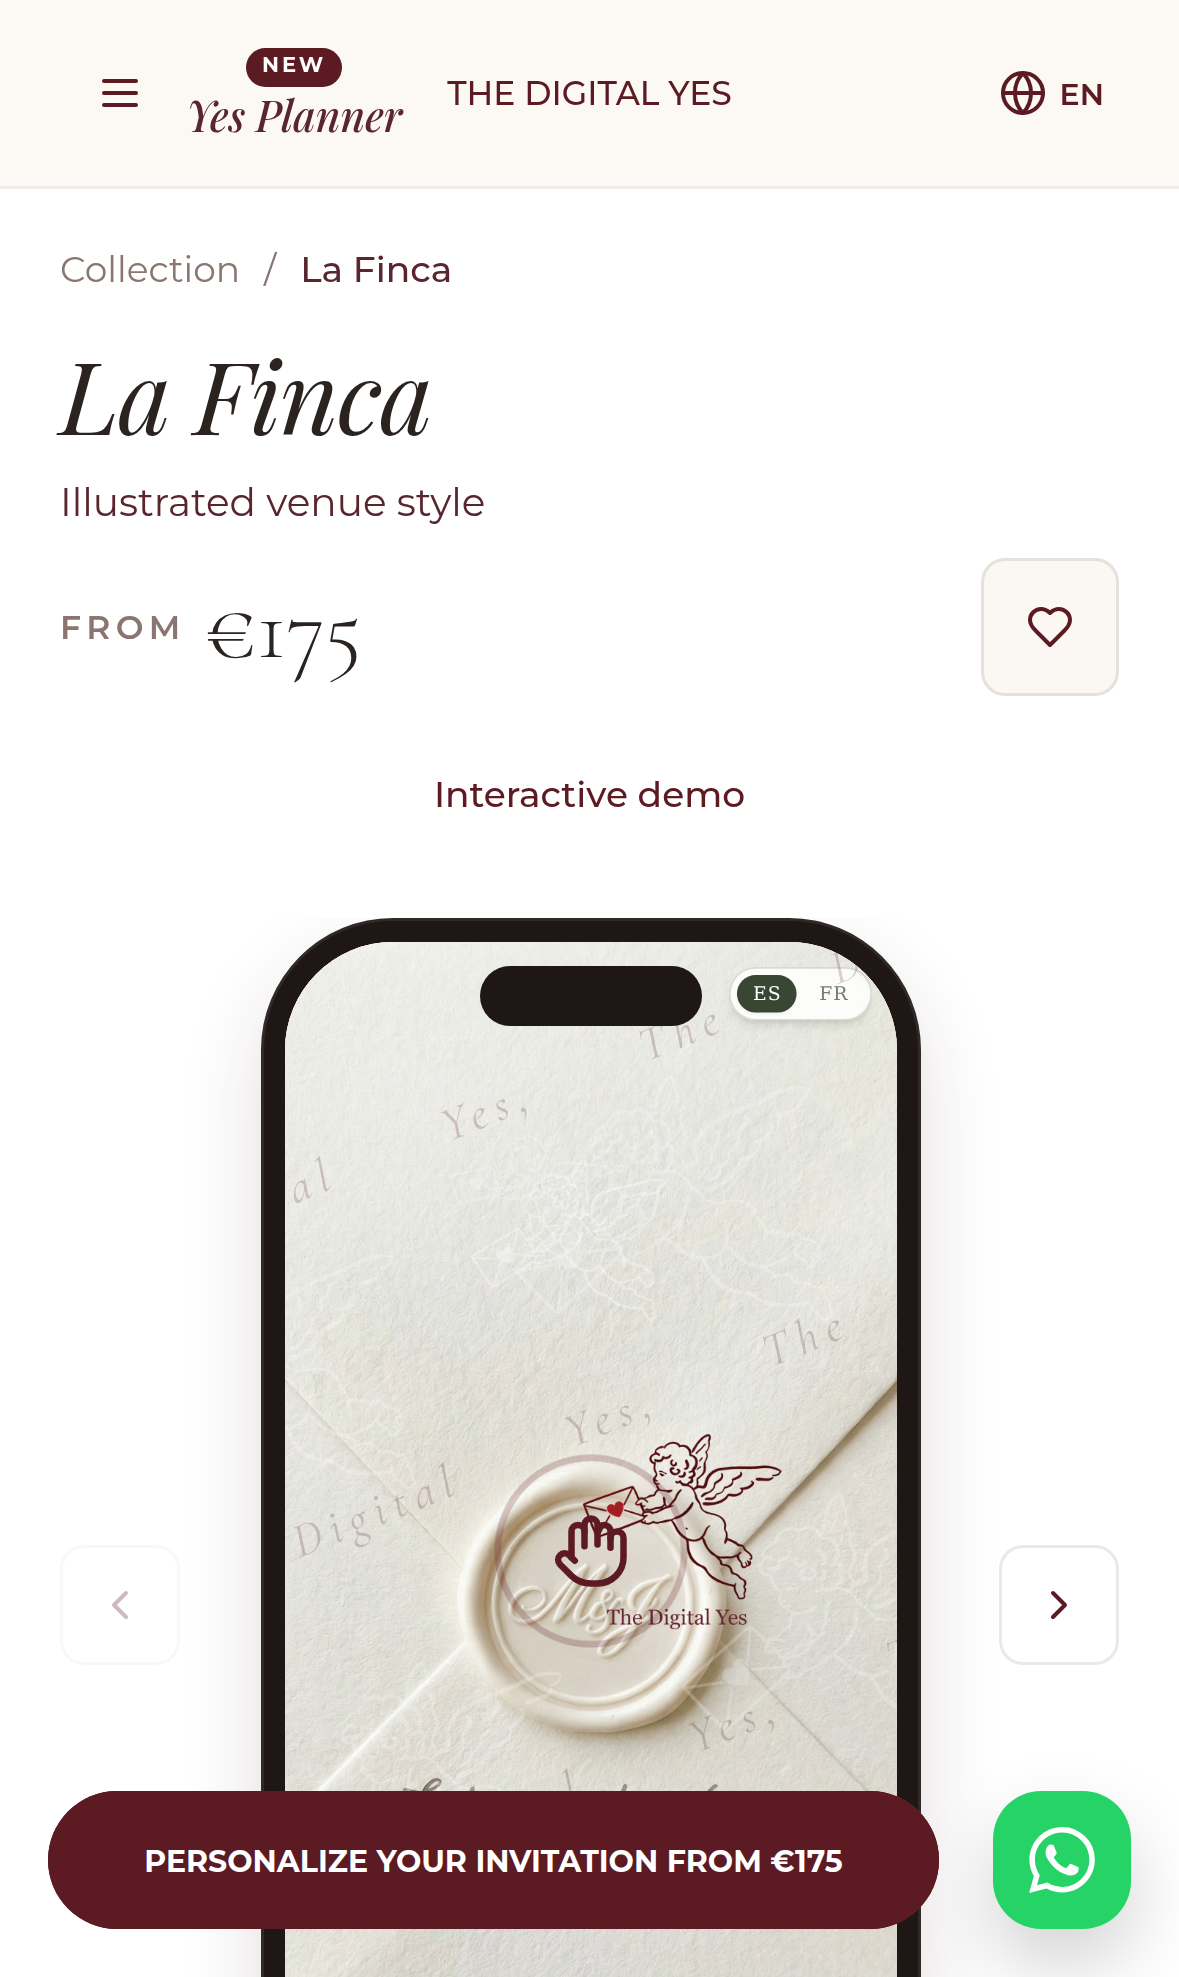 NEW
Yes Planner
THE DIGITAL YES
EN
Collection / La Finca
La Finca
Illustrated venue style
FROM €175
Interactive demo
ES FR
D
The
Yes,
al
The
Yes,
Digital
M&J
The Digital Yes
Yes,
PERSONALIZE YOUR INVITATION FROM €175